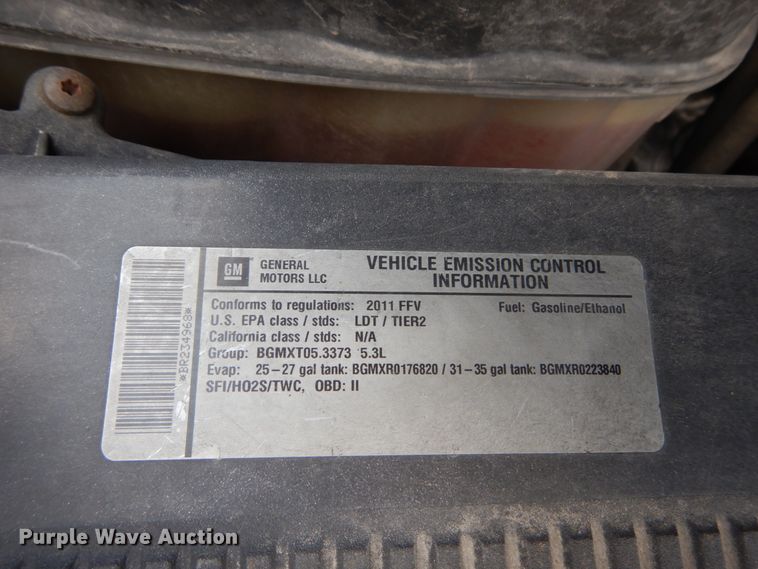 GM
GENERAL
MOTORS LLC
VEHICLE EMISSION CONTROL
INFORMATION
Conforms to regulations: 2011 FFV
Fuel: Gasoline/Ethanol
U.S. EPA class / stds: LDT / TIER2
California class / stds: N/A
Group: BGMXT05.3373 5.3L
Evap: 25-27 gal tank: BGMXR0176820 / 31-35 gal tank: BGMXR0223840
SFI/HO2S/TWC, OBD: II
*BR234968*
Purple Wave Auction